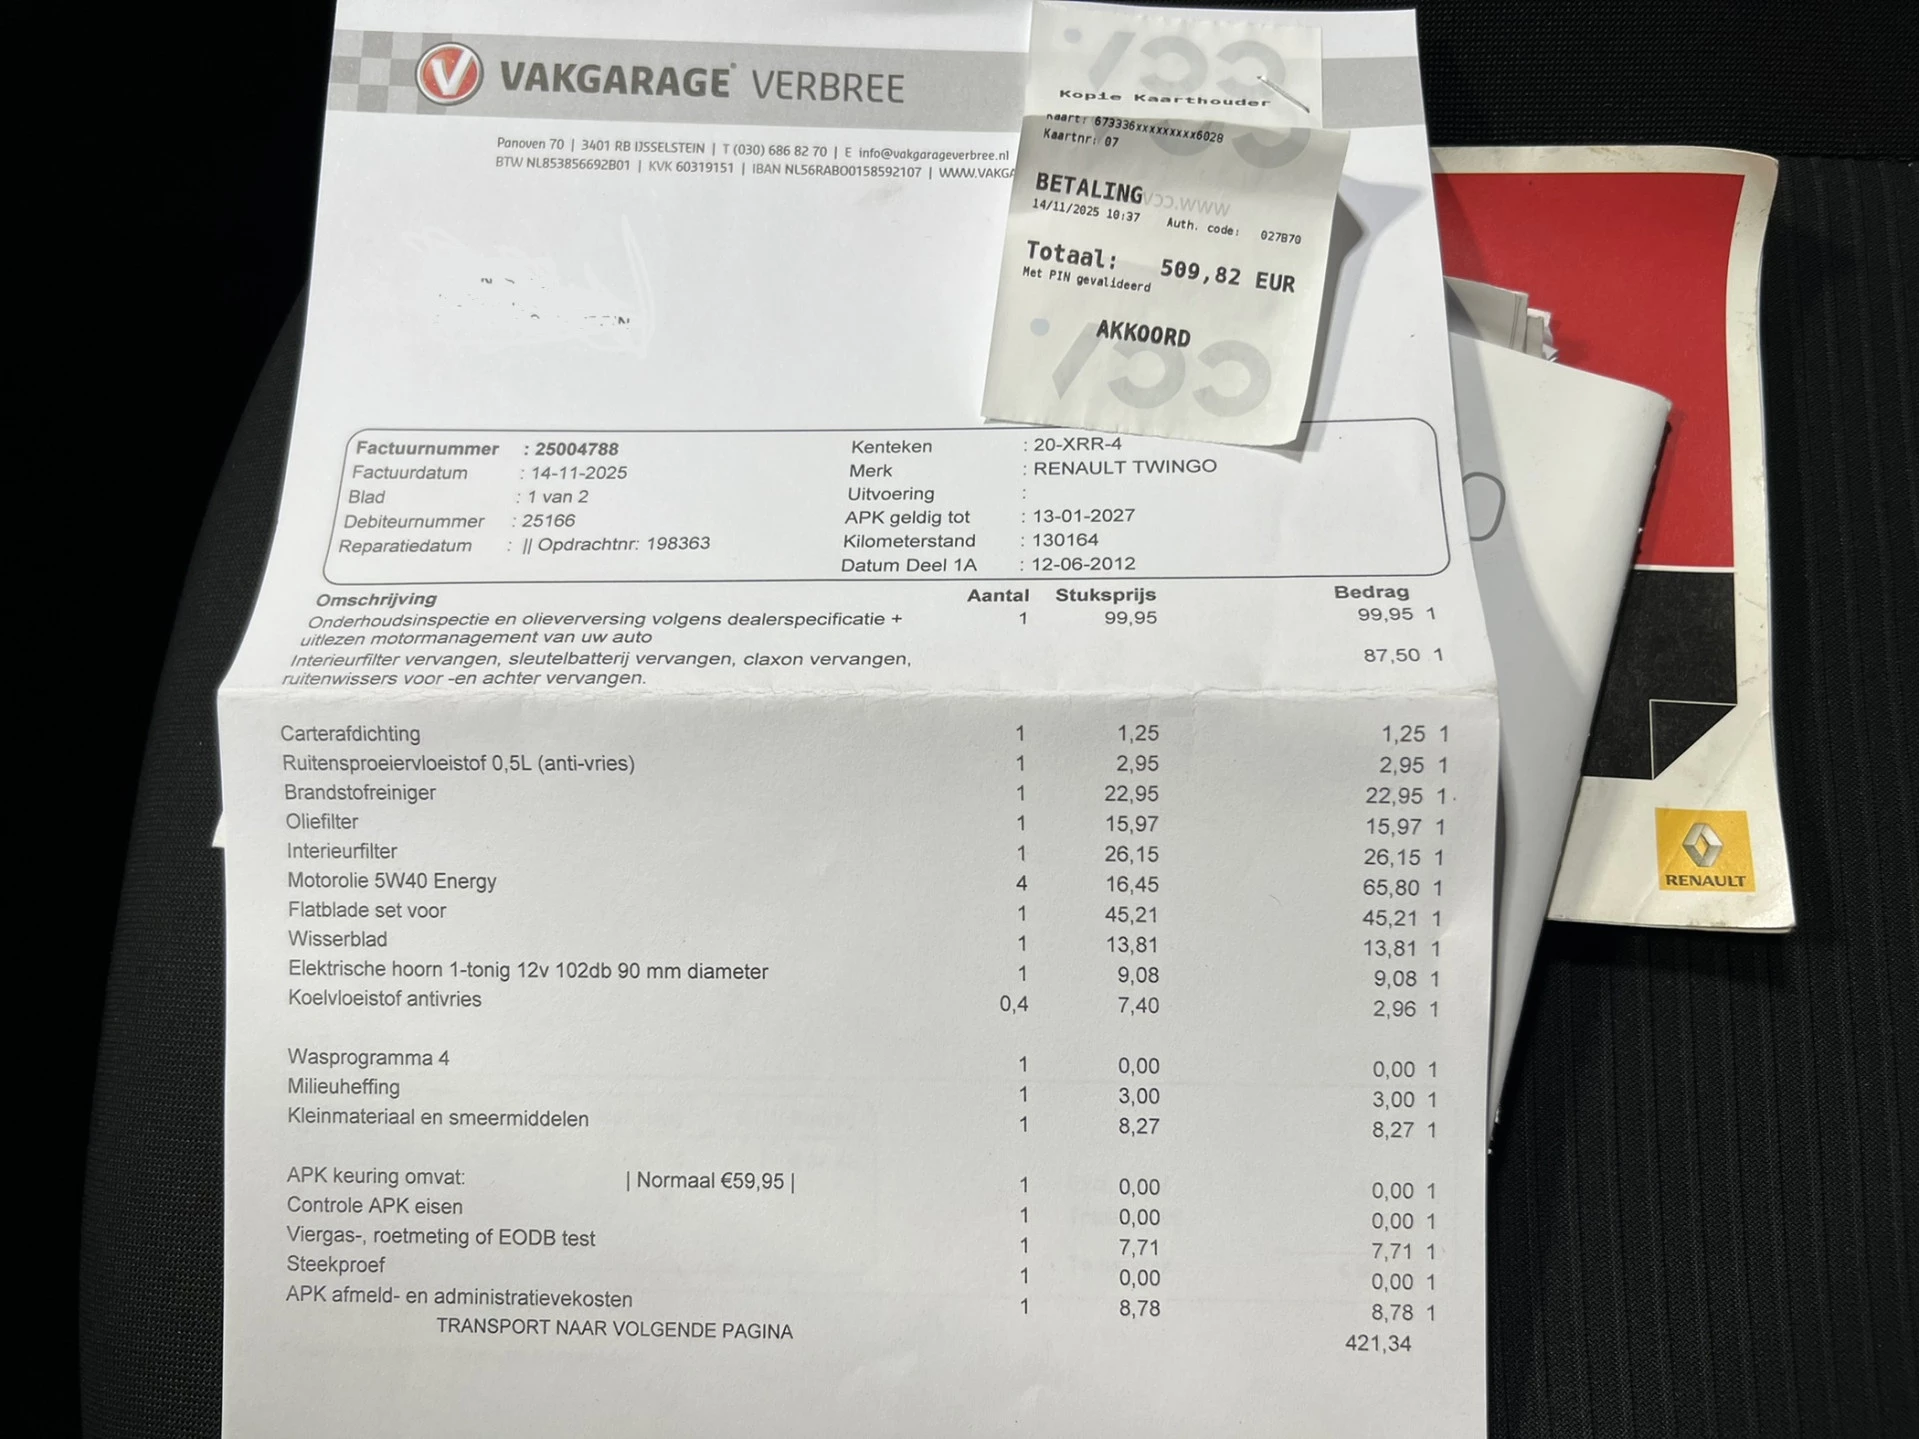 VAKGARAGE VERBREE
Panoven 70 | 3401 RB IJSSELSTEIN | T (030) 686 82 70 | E info@vakgarageverbree.nl
BTW NL853856692B01 | KVK 60319151 | IBAN NL56RABO0158592107 | WWW.VAKGA
Kopie Kaarthouder
Kaart: 673336xxxxxxxxx6028
Kaartnr: 07
BETALING
14/11/2025 10:37 Auth. code: 027B70
Totaal: 509,82 EUR
Met PIN gevalideerd
AKKOORD
Factuurnummer : 25004788 Kenteken : 20-XRR-4
Factuurdatum : 14-11-2025 Merk : RENAULT TWINGO
Blad : 1 van 2 Uitvoering :
Debiteurnummer : 25166 APK geldig tot : 13-01-2027
Reparatiedatum : || Opdrachtnr: 198363 Kilometerstand : 130164
Datum Deel 1A : 12-06-2012
Omschrijving Aantal Stuksprijs Bedrag
Onderhoudsinspectie en olieverversing volgens dealerspecificatie + 1 99,95 99,95 1
uitlezen motormanagement van uw auto
Interieurfilter vervangen, sleutelbatterij vervangen, claxon vervangen, 87,50 1
ruitenwissers voor -en achter vervangen.
Carterafdichting 1 1,25 1,25 1
Ruitensproeiervloeistof 0,5L (anti-vries) 1 2,95 2,95 1
Brandstofreiniger 1 22,95 22,95 1
Oliefilter 1 15,97 15,97 1
Interieurfilter 1 26,15 26,15 1
Motorolie 5W40 Energy 4 16,45 65,80 1
Flatblade set voor 1 45,21 45,21 1
Wisserblad 1 13,81 13,81 1
Elektrische hoorn 1-tonig 12v 102db 90 mm diameter 1 9,08 9,08 1
Koelvloeistof antivries 0,4 7,40 2,96 1
Wasprogramma 4 1 0,00 0,00 1
Milieuheffing 1 3,00 3,00 1
Kleinmateriaal en smeermiddelen 1 8,27 8,27 1
APK keuring omvat: | Normaal €59,95 | 1 0,00 0,00 1
Controle APK eisen 1 0,00 0,00 1
Viergas-, roetmeting of EODB test 1 7,71 7,71 1
Steekproef 1 0,00 0,00 1
APK afmeld- en administratievekosten 1 8,78 8,78 1
TRANSPORT NAAR VOLGENDE PAGINA 421,34
RENAULT